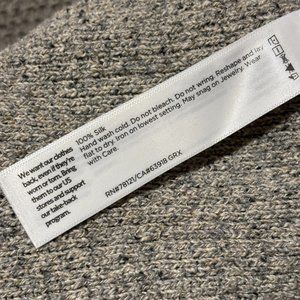 100% Silk
Hand wash cold. Do not bleach. Do not wring. Reshape and lay
flat to dry. Iron on lowest setting. May snag on Jewelry. Wear
with Care.
RN#78121/CA#63918 GRX
We want our clothes
back, even if they're
worn or torn. Bring
them to our US
stores and support
our take-back
program.